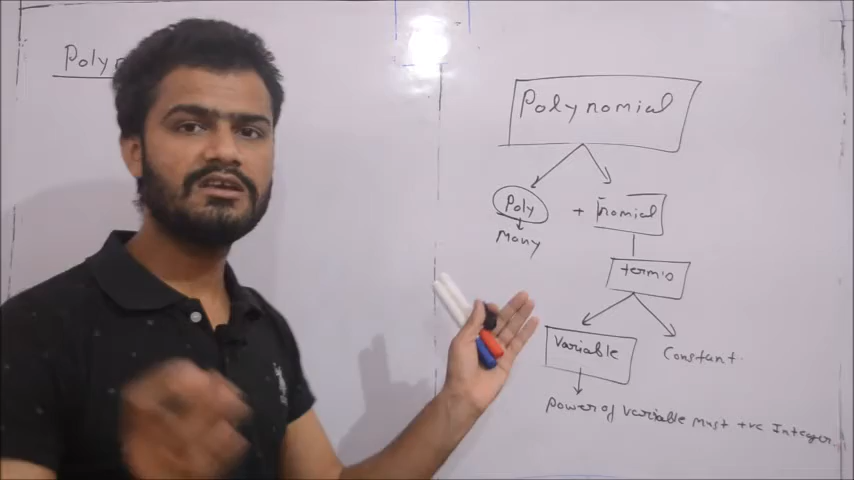 Polynomial
Poly + nomial
Many
terms
Variable
Constant.
power of variable Must +ve Integer.